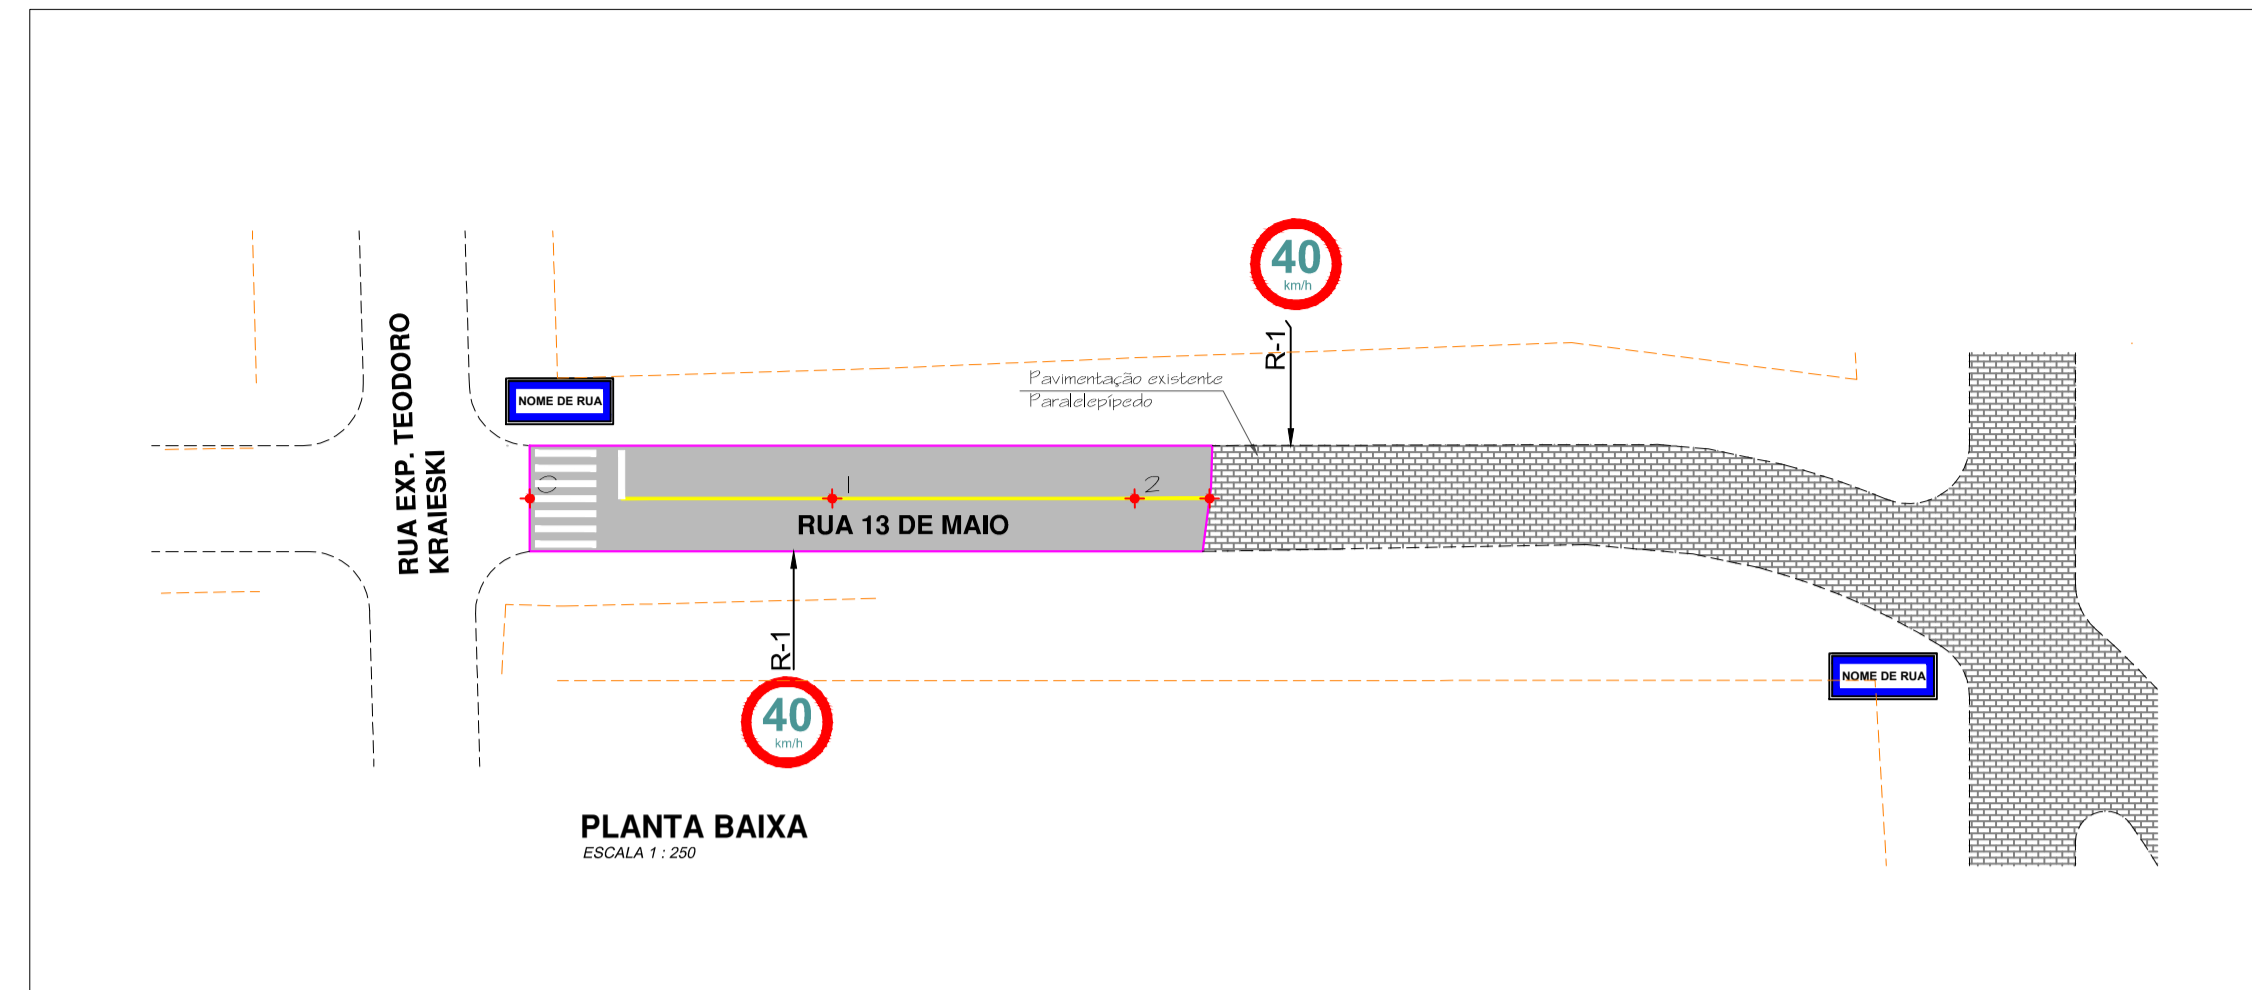 40
km/h
R-1
RUA EXP. TEODORO
KRAIESKI
NOME DE RUA
Pavimentação existente
Paralelepípedo
0
1
2
RUA 13 DE MAIO
R-1
40
km/h
NOME DE RUA
PLANTA BAIXA
ESCALA 1 : 250